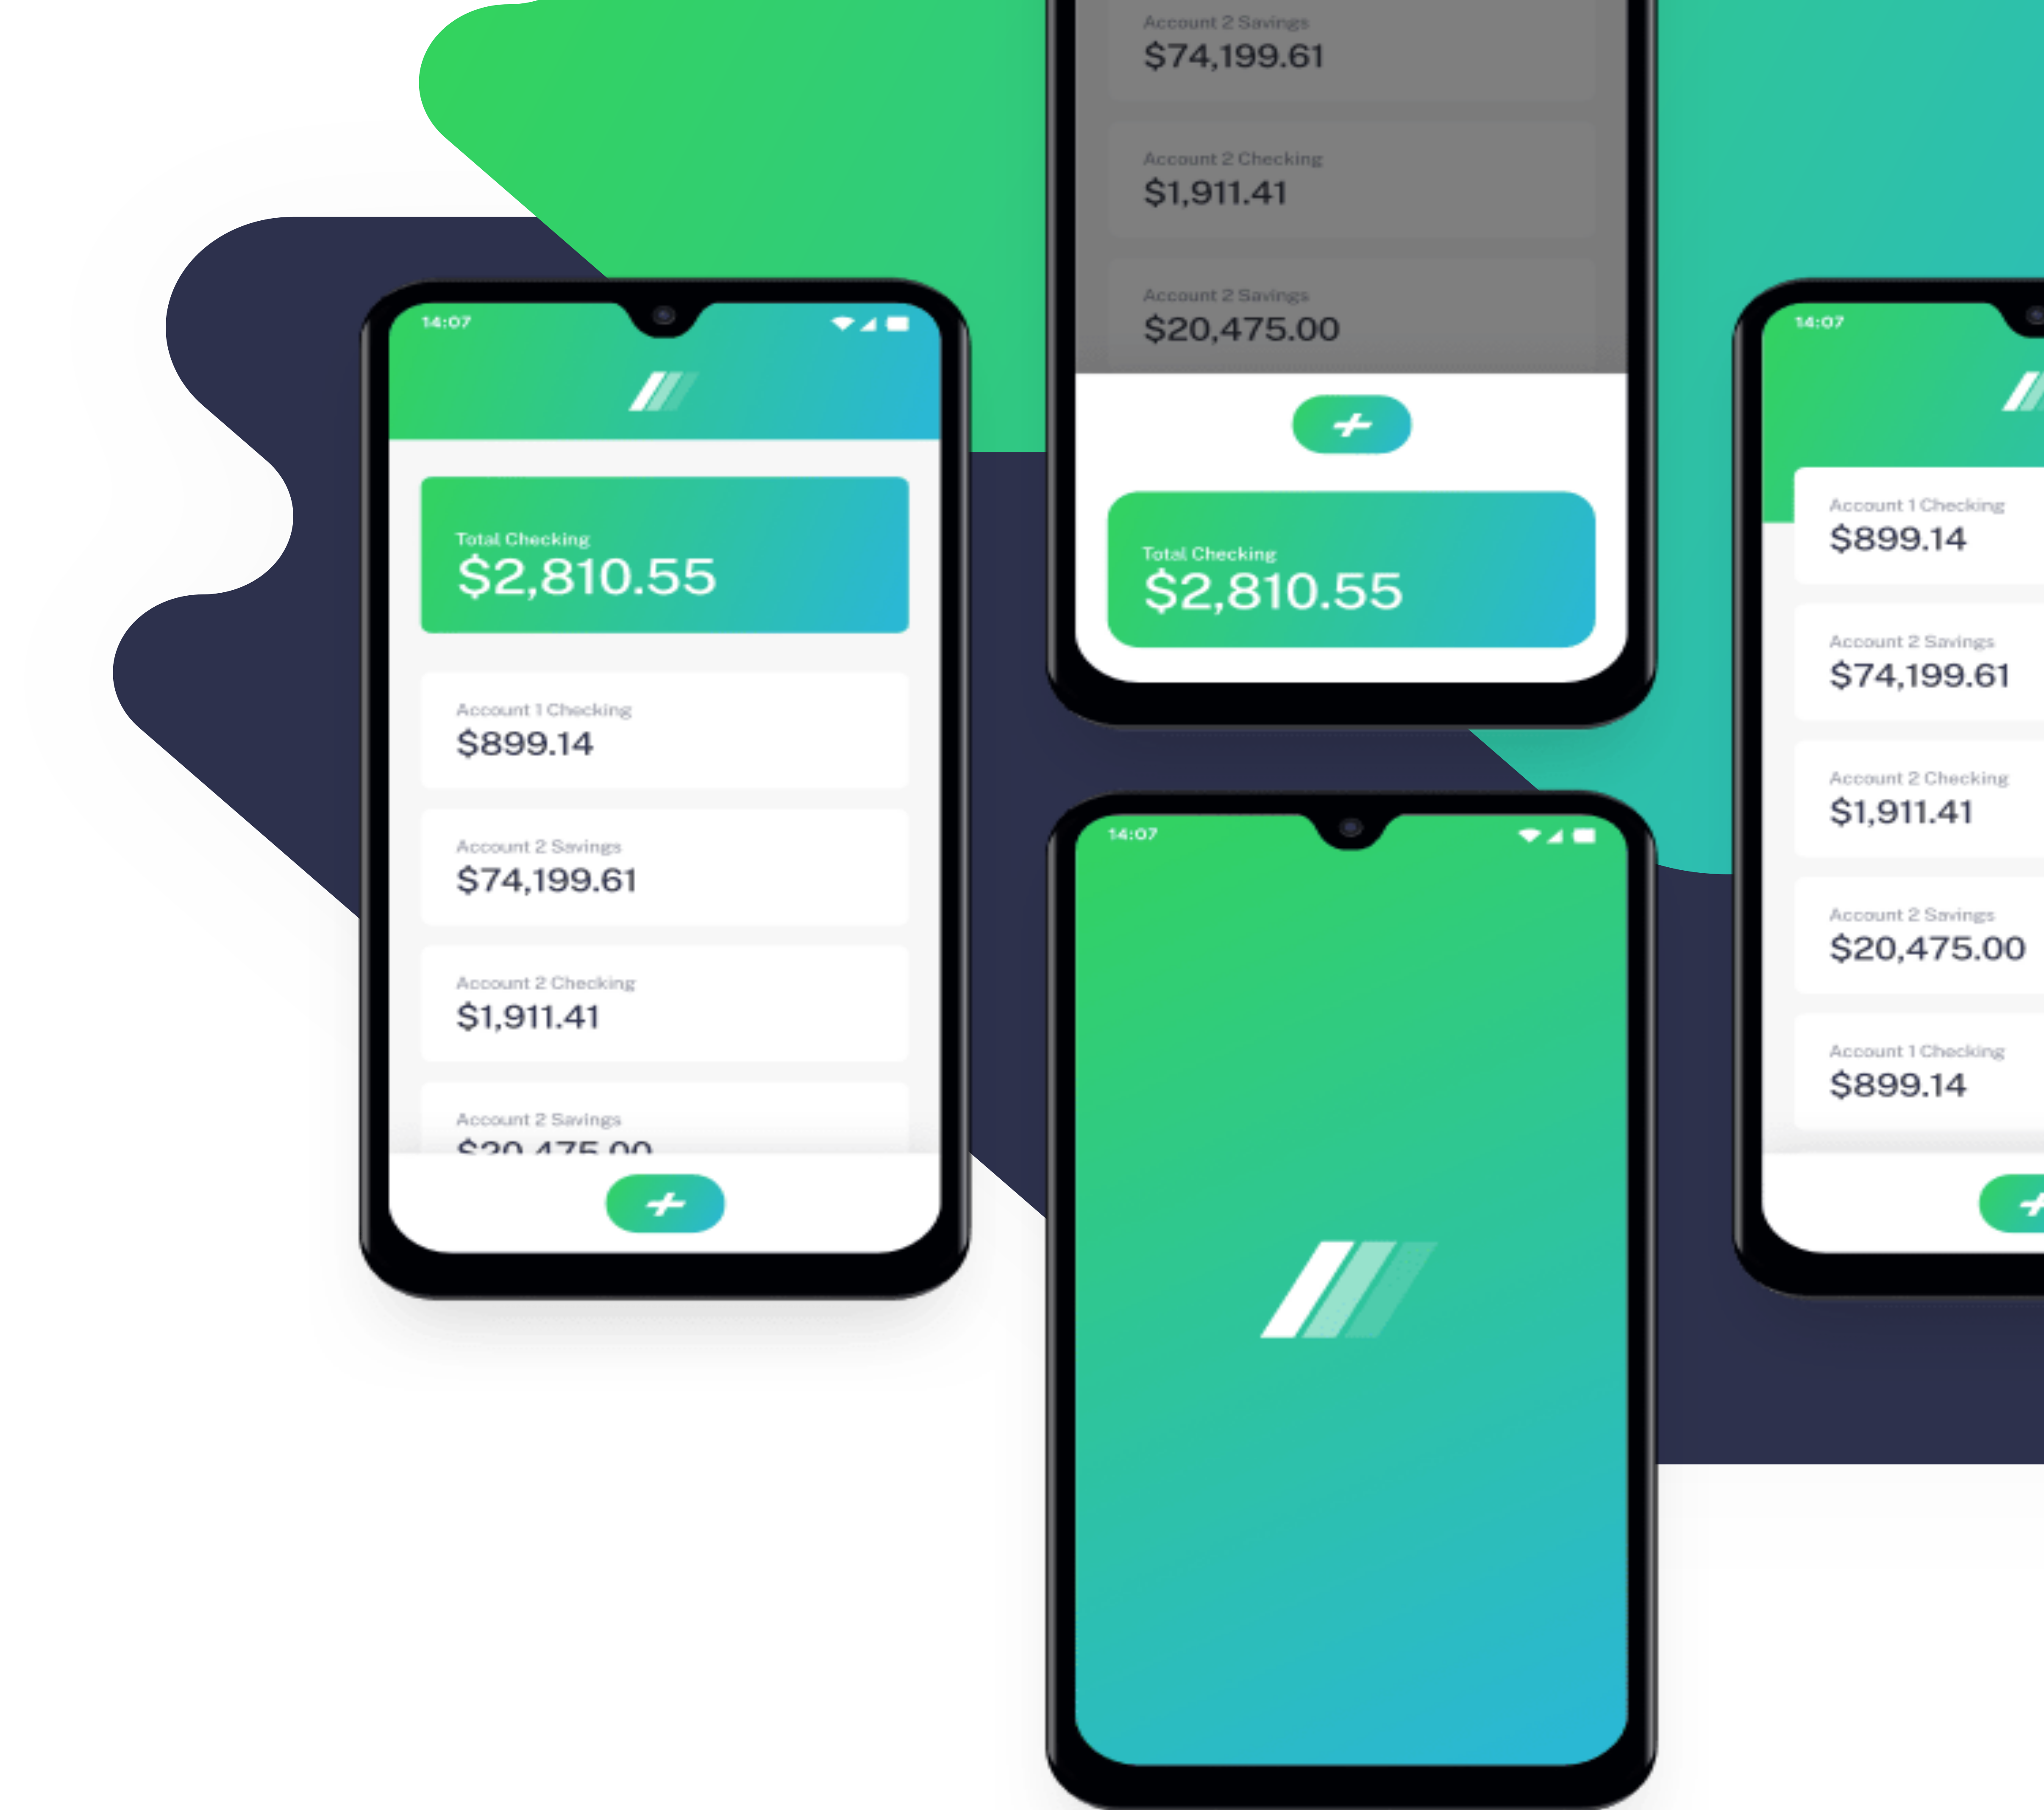 14:07
Total Checking
$2,810.55
Account 1 Checking
$899.14
Account 2 Savings
$74,199.61
Account 2 Checking
$1,911.41
Account 2 Savings
$20,475.00
Account 2 Savings
$74,199.61
Account 2 Checking
$1,911.41
Account 2 Savings
$20,475.00
Total Checking
$2,810.55
14:07
14:07
Account 1 Checking
$899.14
Account 2 Savings
$74,199.61
Account 2 Checking
$1,911.41
Account 2 Savings
$20,475.00
Account 1 Checking
$899.14